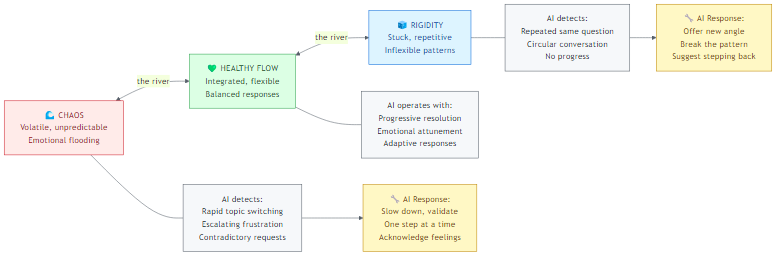 🧊 RIGIDITY
Stuck, repetitive
Inflexible patterns
AI detects:
Repeated same question
Circular conversation
No progress
🔧 AI Response:
Offer new angle
Break the pattern
Suggest stepping back
the river
💚 HEALTHY FLOW
Integrated, flexible
Balanced responses
the river
AI operates with:
Progressive resolution
Emotional attunement
Adaptive responses
🌊 CHAOS
Volatile, unpredictable
Emotional flooding
AI detects:
Rapid topic switching
Escalating frustration
Contradictory requests
🔧 AI Response:
Slow down, validate
One step at a time
Acknowledge feelings